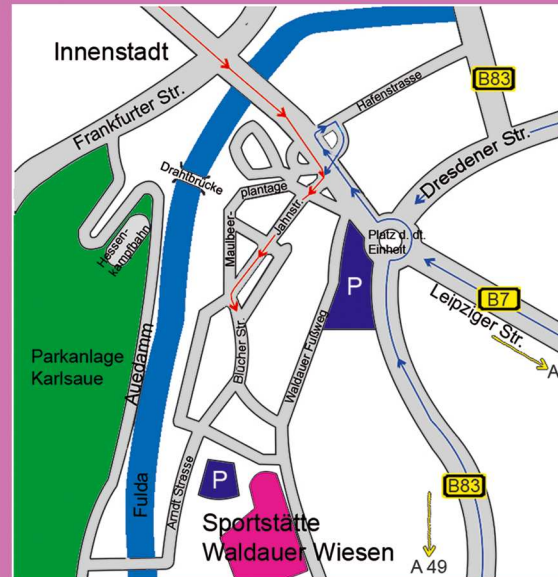 Innenstadt
B83
Hafenstrasse
Frankfurter Str.
Dresdener Str.
Drahtbrücke
plantage
Maulbeer-
Jahnstr.
Hessen-
kampfbahn
Platz d. dt.
Einheit
P
B7
Leipziger Str.
A
Parkanlage
Karlsaue
Auedamm
Blücher Str.
Waldauer Fußweg
Fulda
Arndt Strasse
P
B83
Sportstätte
Waldauer Wiesen
A 49